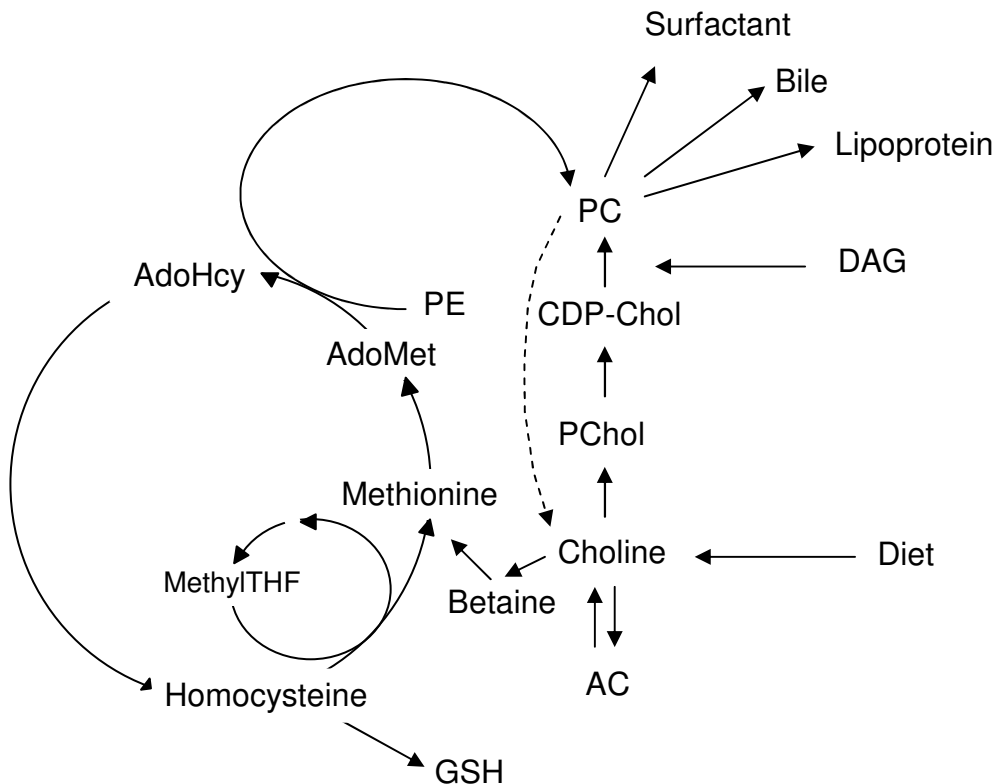 Surfactant
Bile
Lipoprotein
PC
AdoHcy
DAG
PE
CDP-Chol
AdoMet
PChol
Methionine
Choline
Diet
MethylTHF
Betaine
AC
Homocysteine
GSH